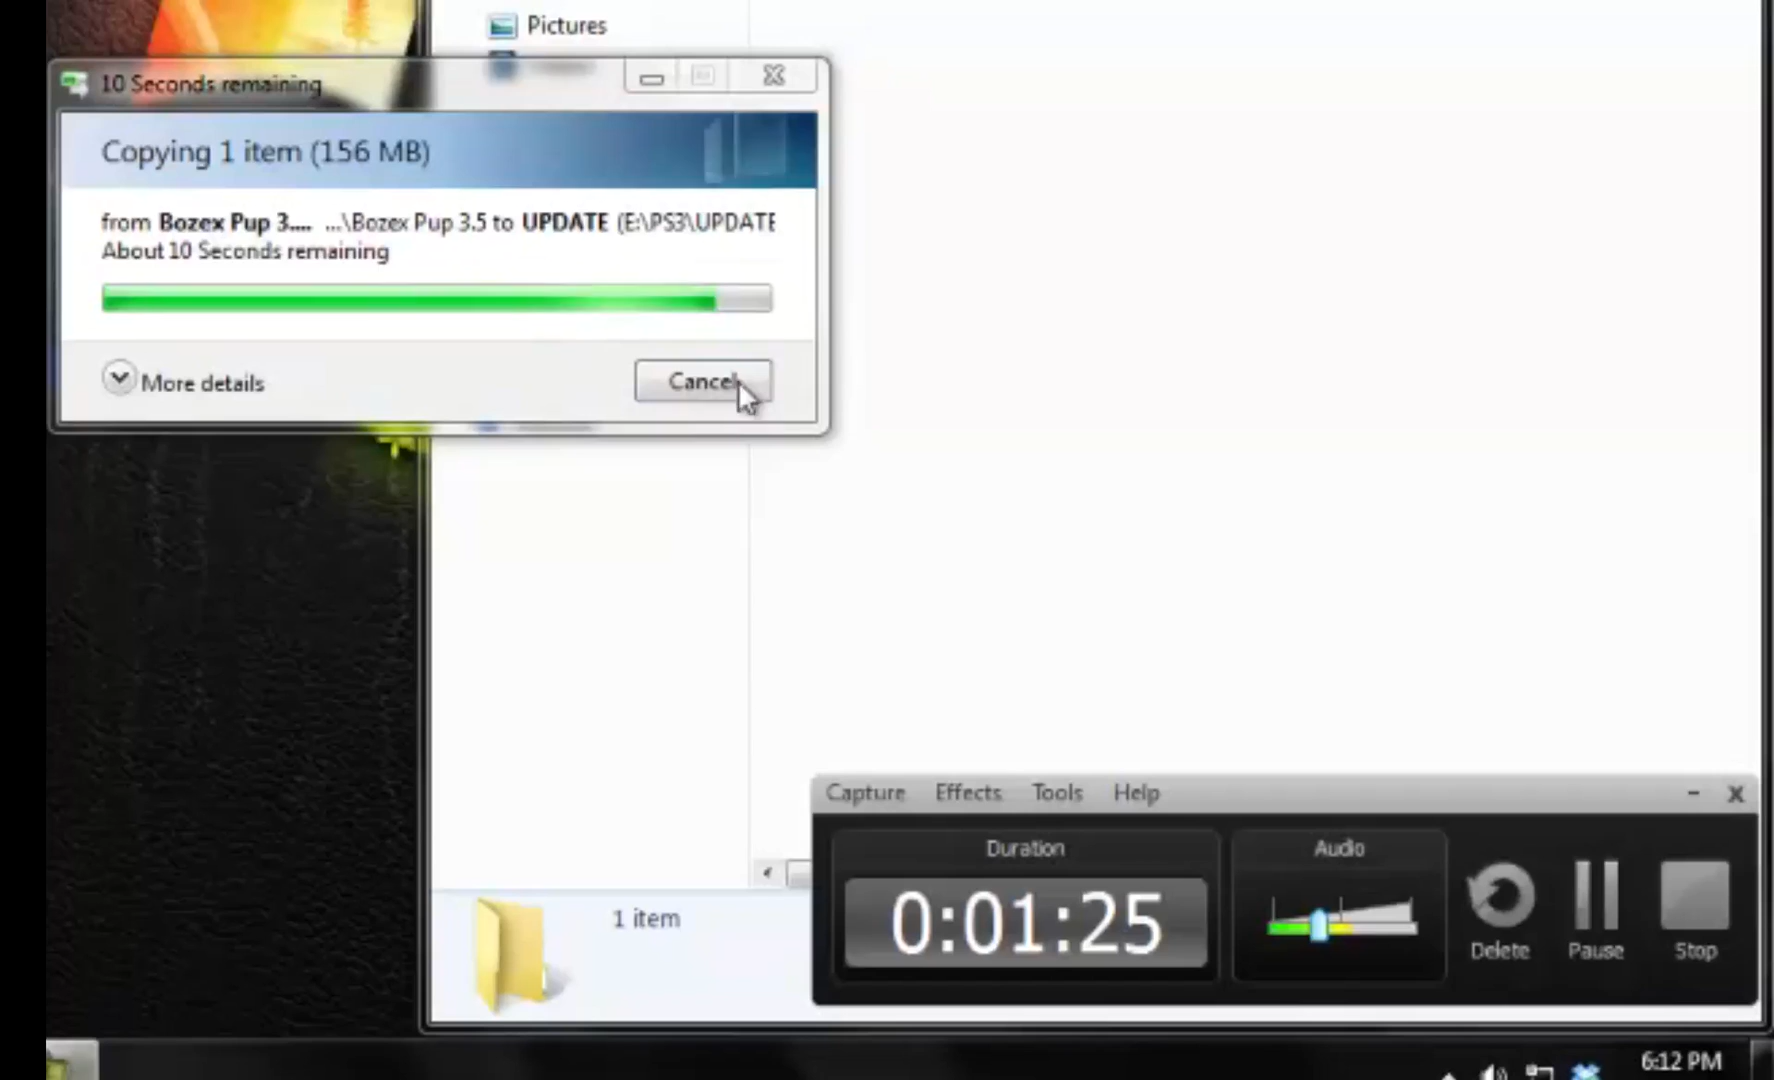 Pictures
10 Seconds remaining
Copying 1 item (156 MB)
from Bozex Pup 3.... ...\Bozex Pup 3.5 to UPDATE (E:\PS3\UPDATE
About 10 Seconds remaining
More details
Cancel
Capture Effects Tools Help
Duration
Audio
0:01:25
Delete
Pause
Stop
1 item
6:12 PM